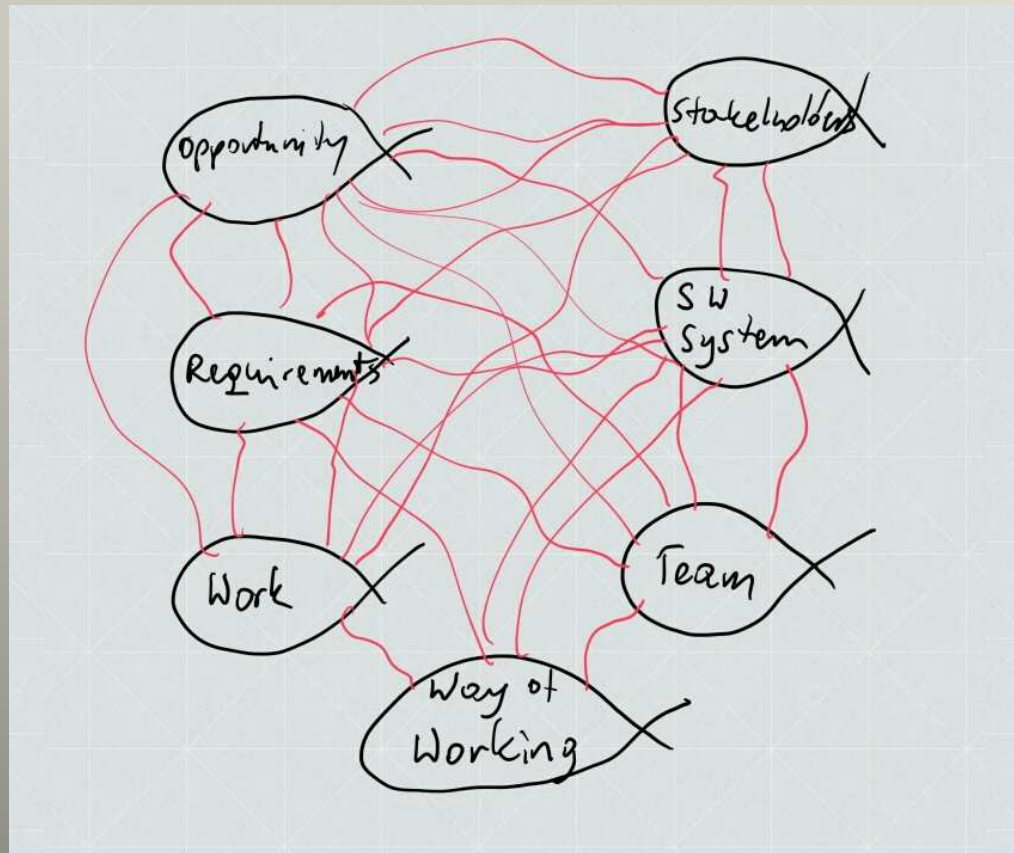 opportunity
Stakeholders
SW
System
Requirements
Work
Team
Way of
Working